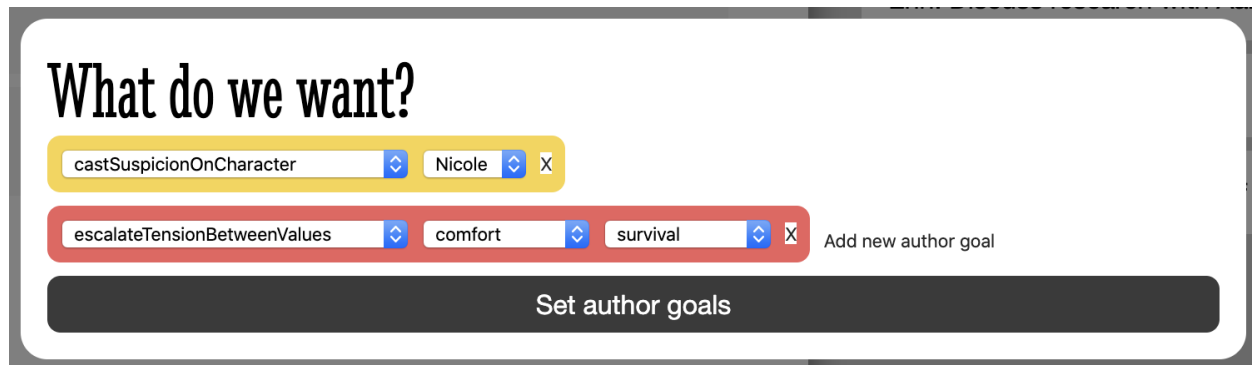 What do we want?
castSuspicionOnCharacter Nicole X
escalateTensionBetweenValues comfort survival X Add new author goal
Set author goals